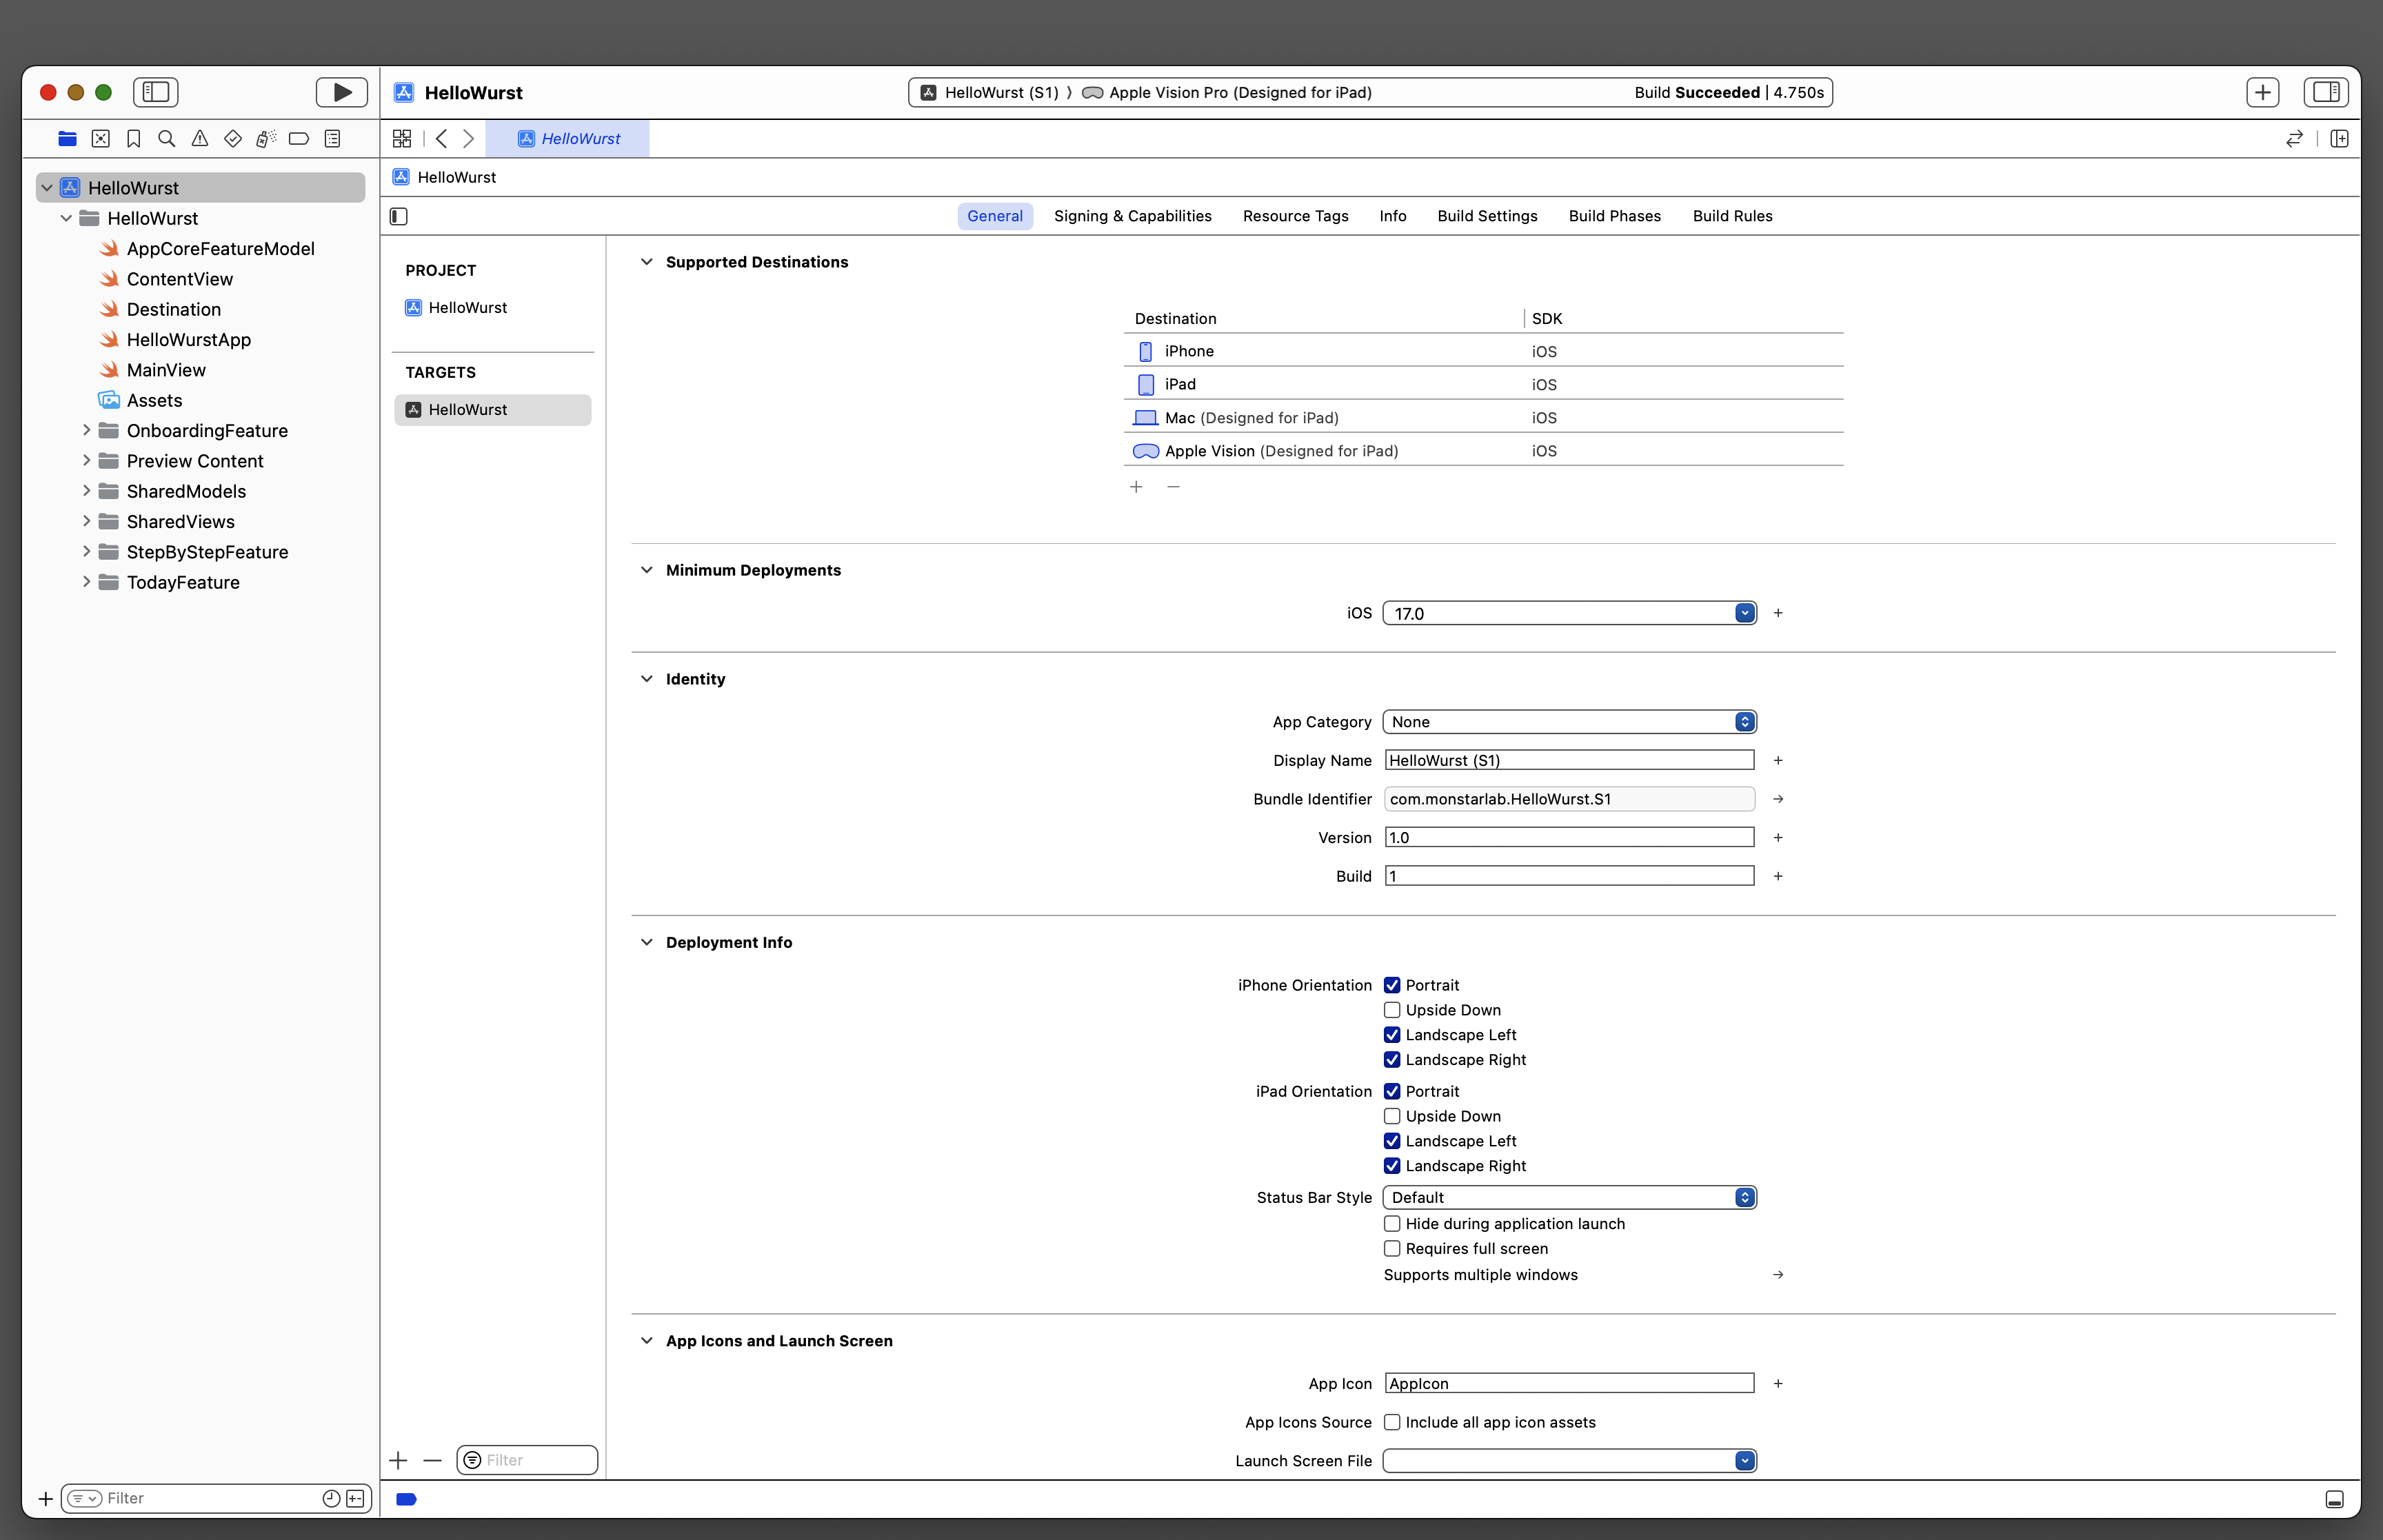 HelloWurst
HelloWurst (S1) ⟩ Apple Vision Pro (Designed for iPad)
Build Succeeded | 4.750s
HelloWurst
HelloWurst
HelloWurst
HelloWurst
AppCoreFeatureModel
ContentView
Destination
HelloWurstApp
MainView
Assets
OnboardingFeature
Preview Content
SharedModels
SharedViews
StepByStepFeature
TodayFeature
Filter
General
Signing & Capabilities
Resource Tags
Info
Build Settings
Build Phases
Build Rules
PROJECT
HelloWurst
TARGETS
HelloWurst
Filter
Supported Destinations
Destination
SDK
iPhone
iOS
iPad
iOS
Mac (Designed for iPad)
iOS
Apple Vision (Designed for iPad)
iOS
Minimum Deployments
iOS
17.0
Identity
App Category
None
Display Name
HelloWurst (S1)
Bundle Identifier
com.monstarlab.HelloWurst.S1
Version
1.0
Build
1
Deployment Info
iPhone Orientation
Portrait
Upside Down
Landscape Left
Landscape Right
iPad Orientation
Portrait
Upside Down
Landscape Left
Landscape Right
Status Bar Style
Default
Hide during application launch
Requires full screen
Supports multiple windows
App Icons and Launch Screen
App Icon
AppIcon
App Icons Source
Include all app icon assets
Launch Screen File